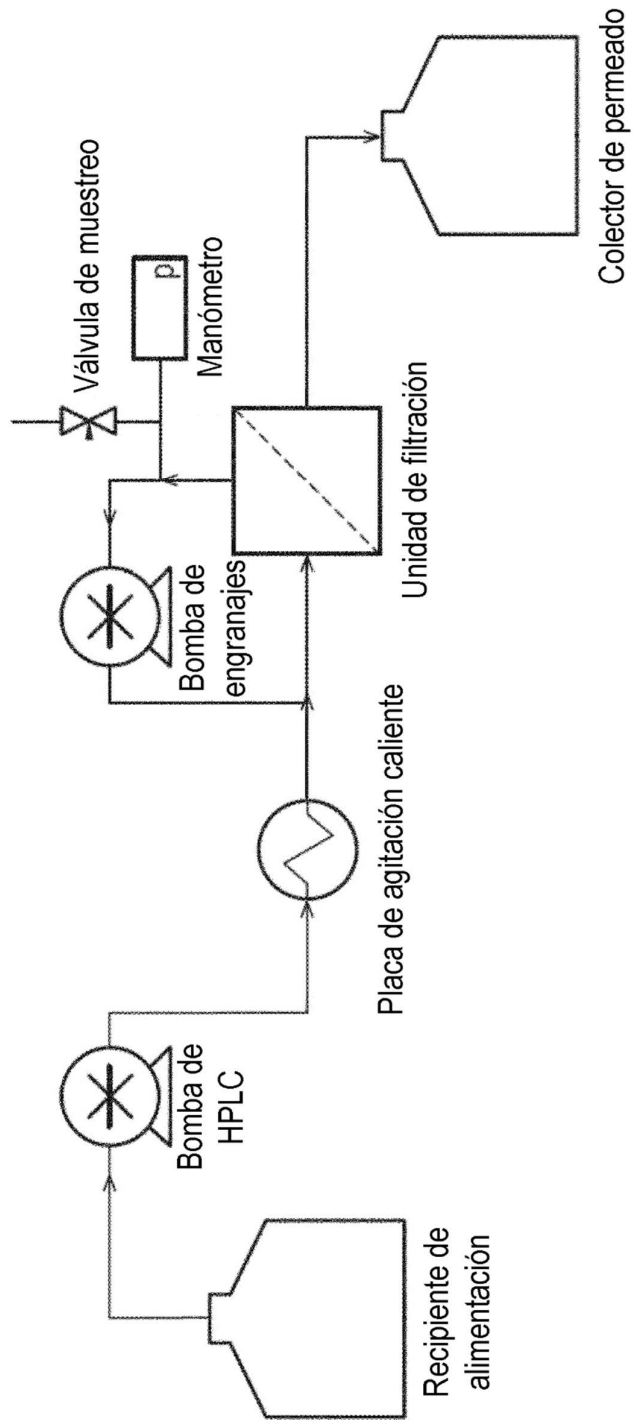 Recipiente de
alimentación
Bomba de
HPLC
Placa de agitación caliente
Bomba de
engranajes
Válvula de muestreo
p
Manómetro
Unidad de filtración
Colector de permeado